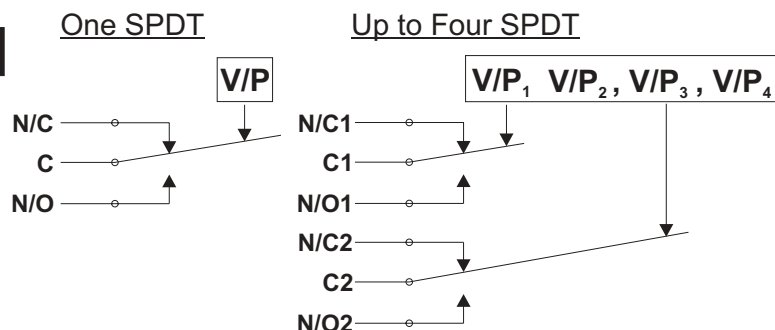 One SPDT
Up to Four SPDT
V/P
V/P₁ V/P₂ , V/P₃ , V/P₄
N/C
C
N/O
N/C1
C1
N/O1
N/C2
C2
N/O2